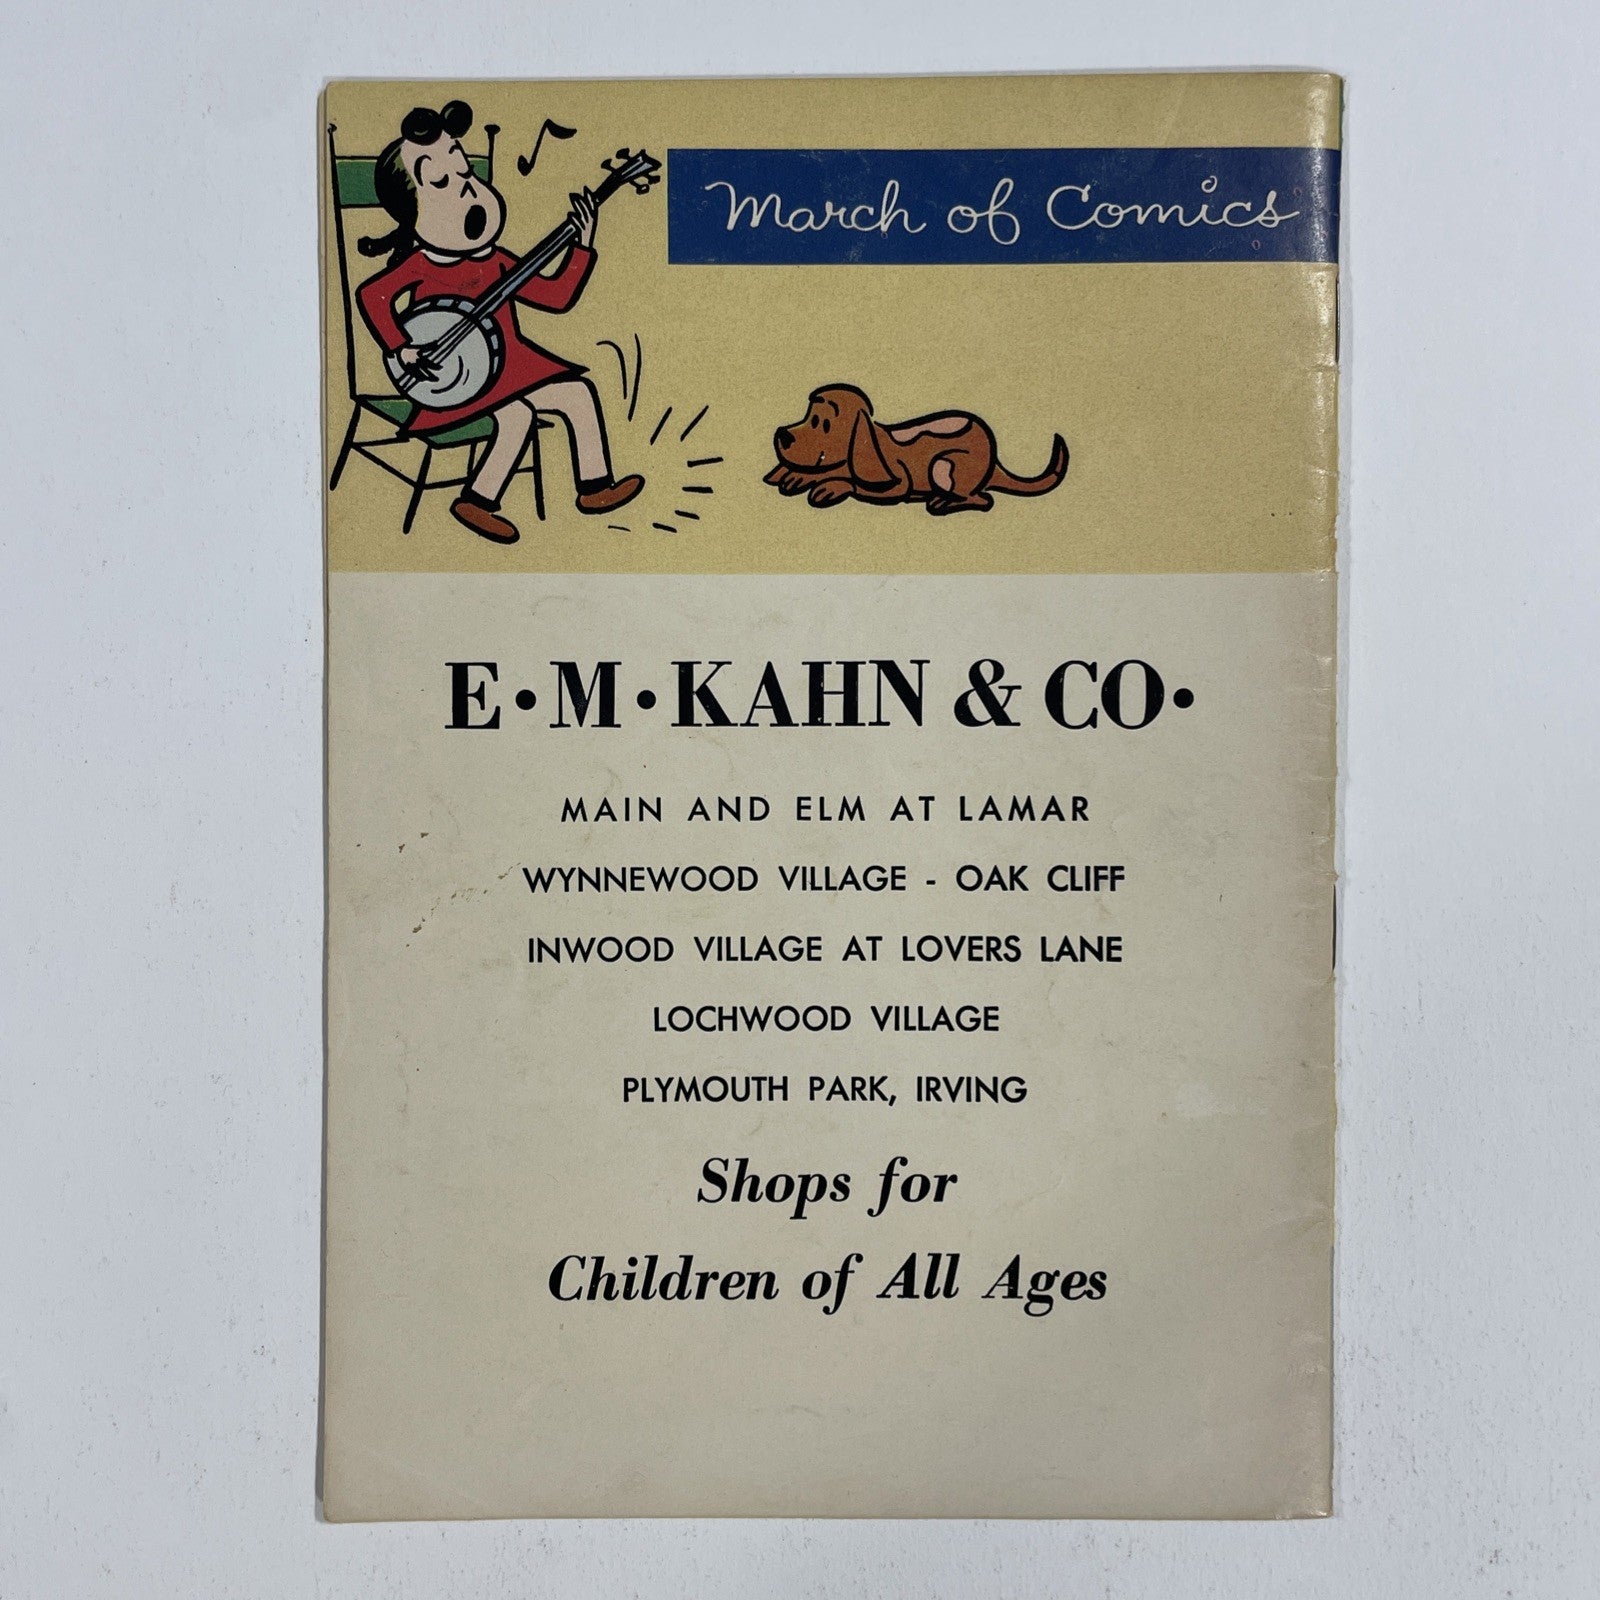 March of Comics
E·M·KAHN & CO·
MAIN AND ELM AT LAMAR
WYNNEWOOD VILLAGE - OAK CLIFF
INWOOD VILLAGE AT LOVERS LANE
LOCHWOOD VILLAGE
PLYMOUTH PARK, IRVING
Shops for
Children of All Ages